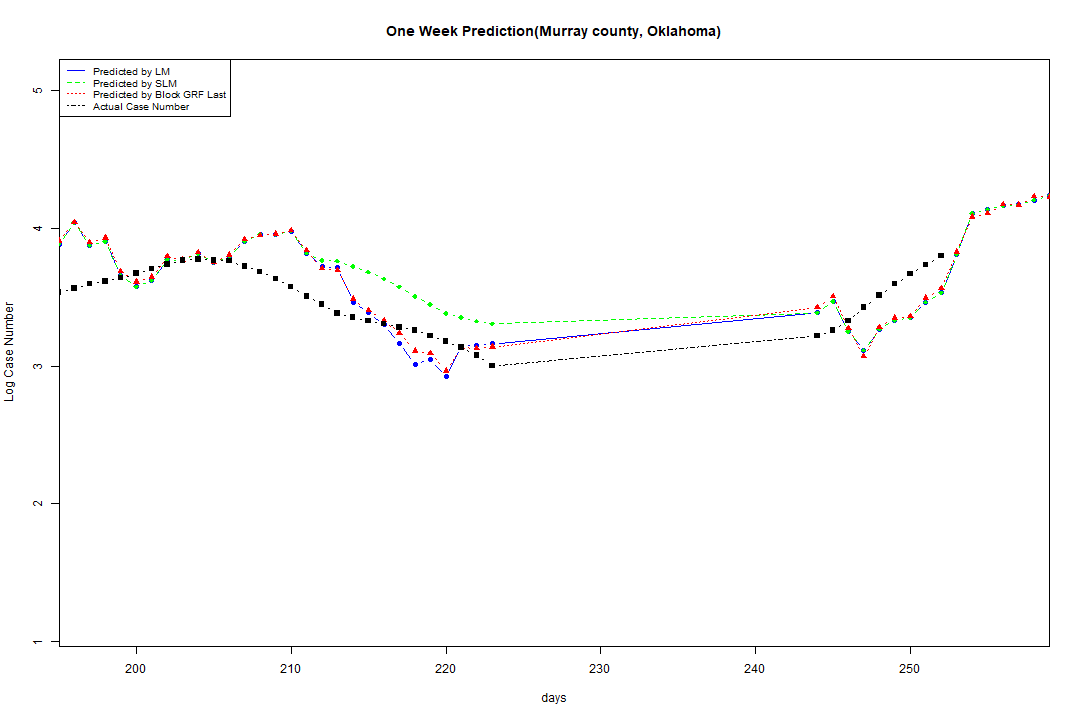 One Week Prediction(Murray county, Oklahoma)
Predicted by LM
Predicted by SLM
Predicted by Block GRF Last
Actual Case Number
5
4
3
2
1
Log Case Number
200 210 220 230 240 250
days